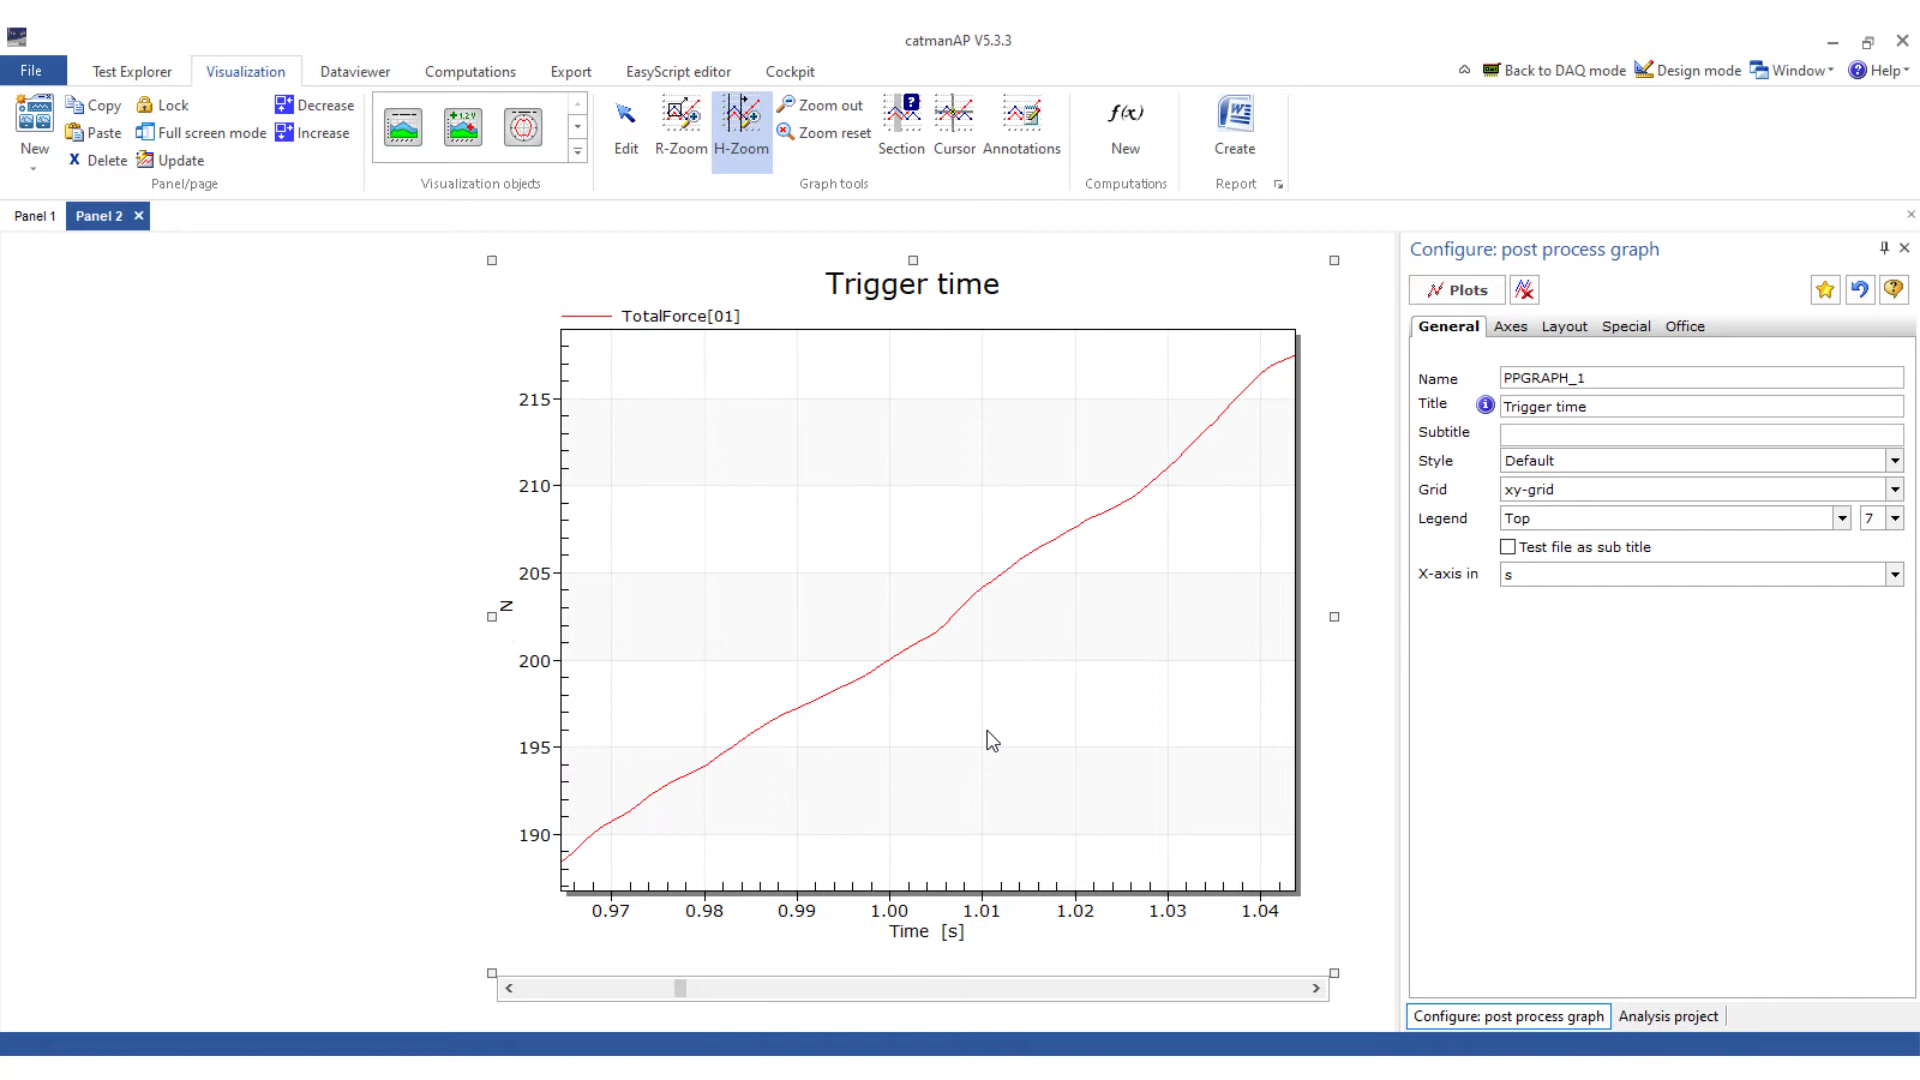 catmanAP V5.3.3
File Test Explorer Visualization Dataviewer Computations Export EasyScript editor Cockpit Back to DAQ mode Design mode Window Help
New Copy Lock Decrease
Paste Full screen mode Increase
Delete Update
Panel/page
+1.2 V
Visualization objects
Edit R-Zoom H-Zoom Zoom out
Zoom reset
Section Cursor Annotations
Graph tools
f(x)
New
Computations
Create
Report
Panel 1 Panel 2
Trigger time
TotalForce[01]
215
210
205
200
195
190
N
0.97 0.98 0.99 1.00 1.01 1.02 1.03 1.04
Time [s]
Configure: post process graph
Plots
General Axes Layout Special Office
Name PPGRAPH_1
Title Trigger time
Subtitle
Style Default
Grid xy-grid
Legend Top 7
Test file as sub title
X-axis in s
Configure: post process graph Analysis project